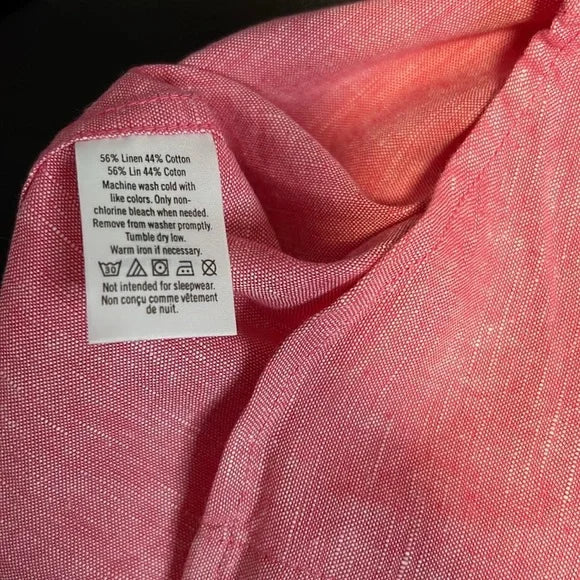 56% Linen 44% Cotton
56% Lin 44% Coton
Machine wash cold with
like colors. Only non-
chlorine bleach when needed.
Remove from washer promptly.
Tumble dry low.
Warm iron if necessary.
30
Not intended for sleepwear.
Non conçu comme vêtement
de nuit.